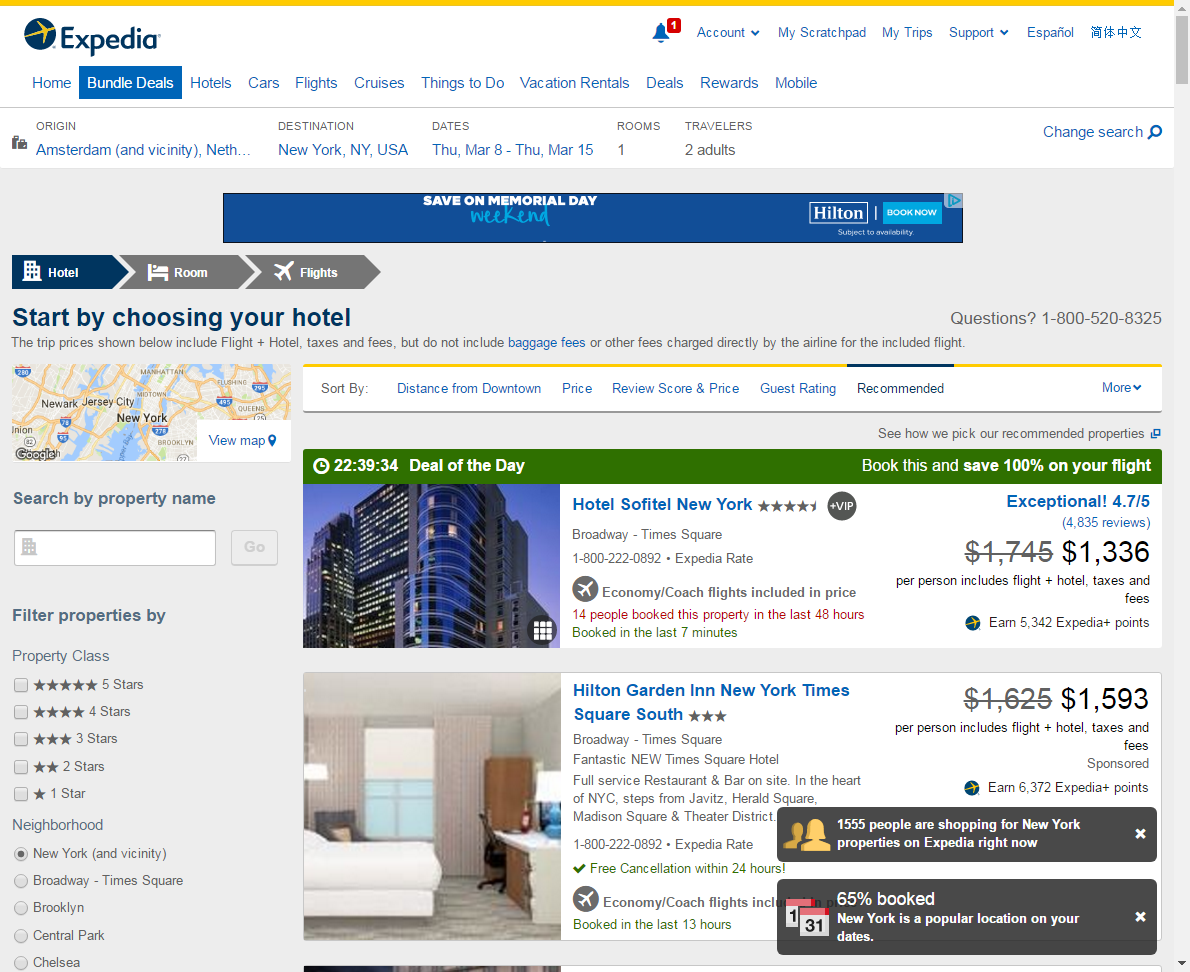 Expedia
1
Account
My Scratchpad
My Trips
Support
Español
简体中文
Home
Bundle Deals
Hotels
Cars
Flights
Cruises
Things to Do
Vacation Rentals
Deals
Rewards
Mobile
ORIGIN
Amsterdam (and vicinity), Neth...
DESTINATION
New York, NY, USA
DATES
Thu, Mar 8 - Thu, Mar 15
ROOMS
1
TRAVELERS
2 adults
Change search
SAVE ON MEMORIAL DAY
weekend
Hilton
BOOK NOW
Subject to availability.
Hotel
Room
Flights
Start by choosing your hotel
Questions? 1-800-520-8325
The trip prices shown below include Flight + Hotel, taxes and fees, but do not include baggage fees or other fees charged directly by the airline for the included flight.
280
MANHATTAN
FLUSHING
295
MIDTOWN
Newark
Jersey City
495
QUEENS
New York
78
278
BROOKLYN
95
82
27
Google
View map
Sort By:
Distance from Downtown
Price
Review Score & Price
Guest Rating
Recommended
More
See how we pick our recommended properties
22:39:34 Deal of the Day
Book this and save 100% on your flight
Search by property name
Go
Filter properties by
Property Class
5 Stars
4 Stars
3 Stars
2 Stars
1 Star
Neighborhood
New York (and vicinity)
Broadway - Times Square
Brooklyn
Central Park
Chelsea
Hotel Sofitel New York
+VIP
Broadway - Times Square
1-800-222-0892 • Expedia Rate
Economy/Coach flights included in price
14 people booked this property in the last 48 hours
Booked in the last 7 minutes
Exceptional! 4.7/5
(4,835 reviews)
$1,745 $1,336
per person includes flight + hotel, taxes and
fees
Earn 5,342 Expedia+ points
Hilton Garden Inn New York Times
Square South
Broadway - Times Square
Fantastic NEW Times Square Hotel
Full service Restaurant & Bar on site. In the heart
of NYC, steps from Javitz, Herald Square,
Madison Square & Theater District.
1-800-222-0892 • Expedia Rate
Free Cancellation within 24 hours!
Economy/Coach flights included in price
Booked in the last 13 hours
$1,625 $1,593
per person includes flight + hotel, taxes and
fees
Sponsored
Earn 6,372 Expedia+ points
1555 people are shopping for New York
properties on Expedia right now
1
31
65% booked
New York is a popular location on your
dates.